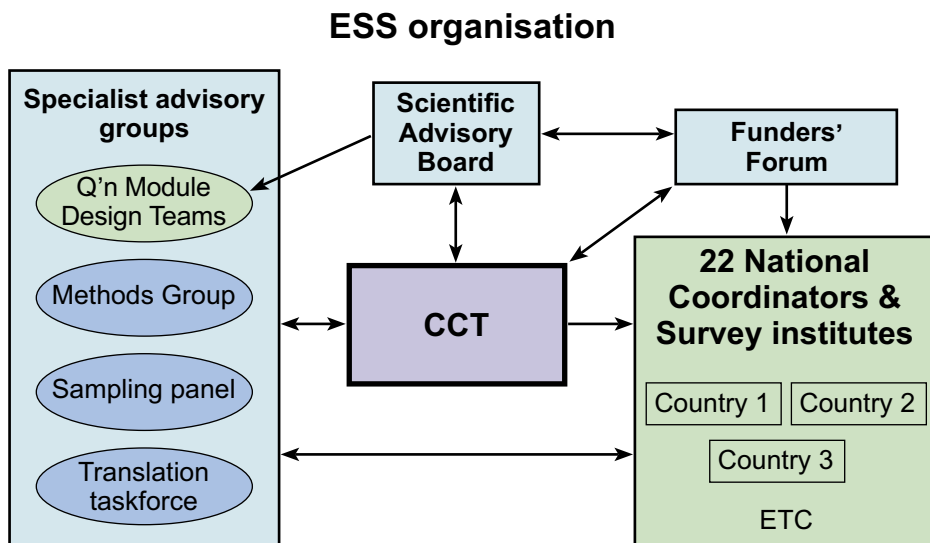 ESS organisation
Specialist advisory
groups
Q’n Module
Design Teams
Methods Group
Sampling panel
Translation
taskforce
Scientific
Advisory
Board
Funders’
Forum
CCT
22 National
Coordinators &
Survey institutes
Country 1
Country 2
Country 3
ETC